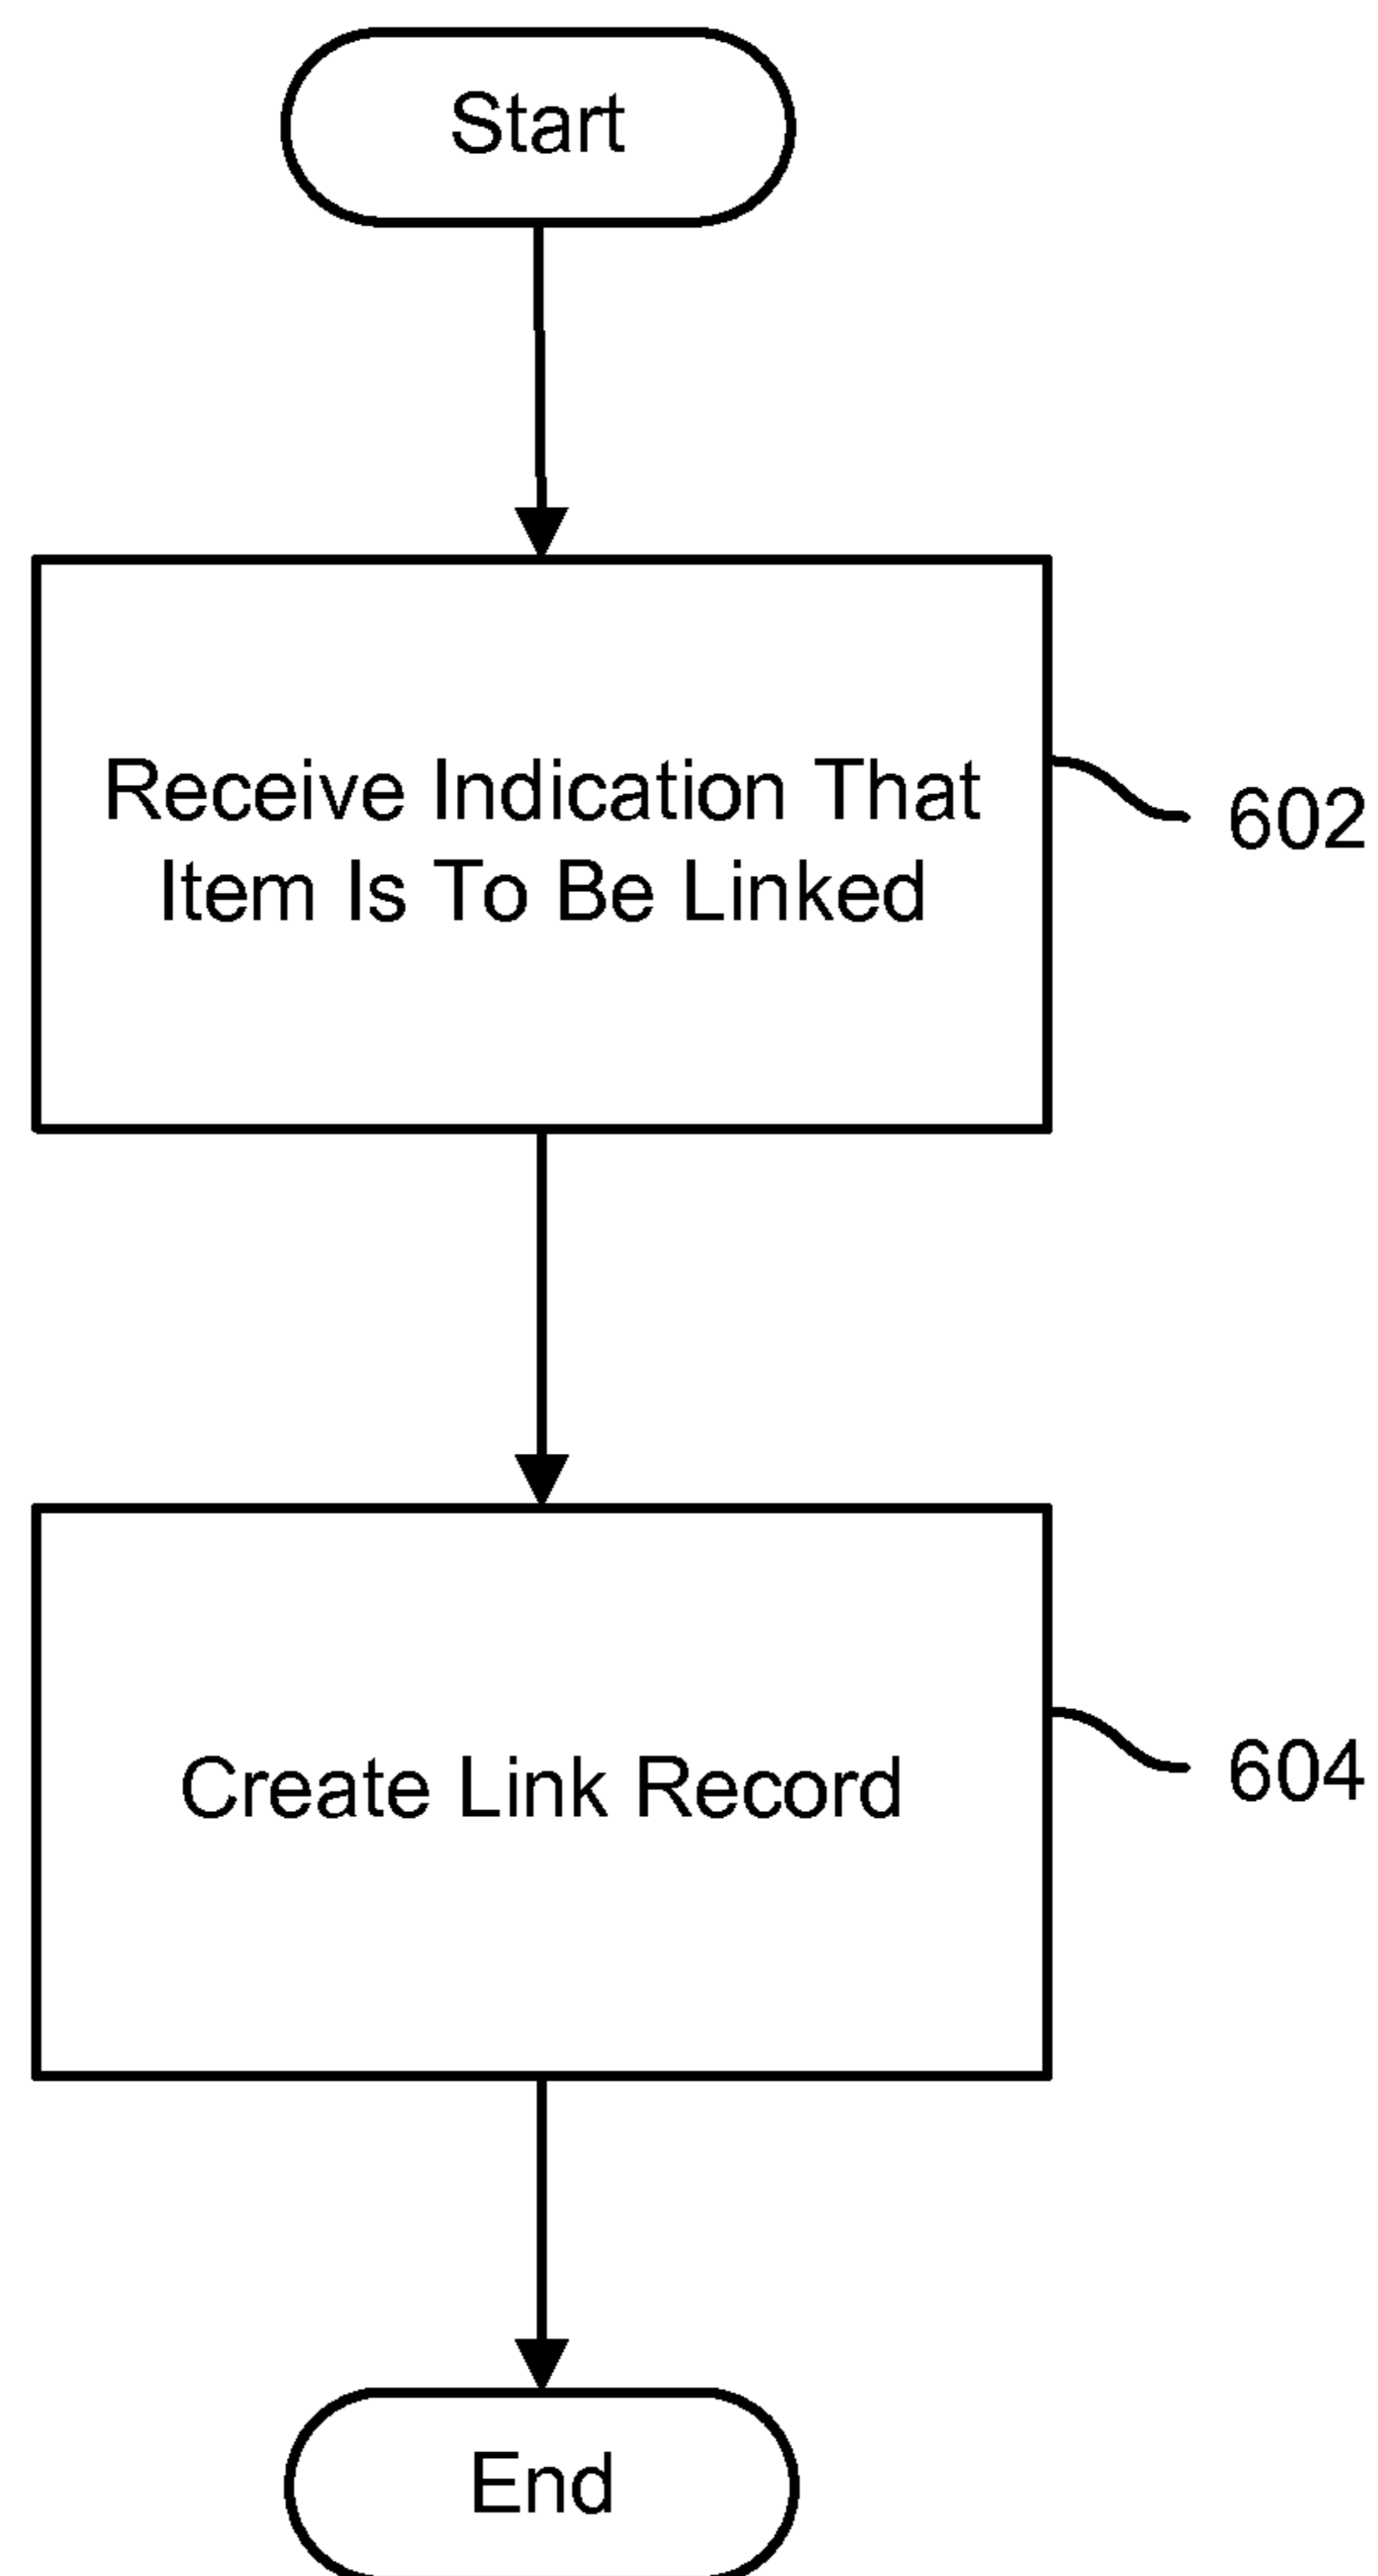 Start
Receive Indication That
Item Is To Be Linked
602
Create Link Record
604
End